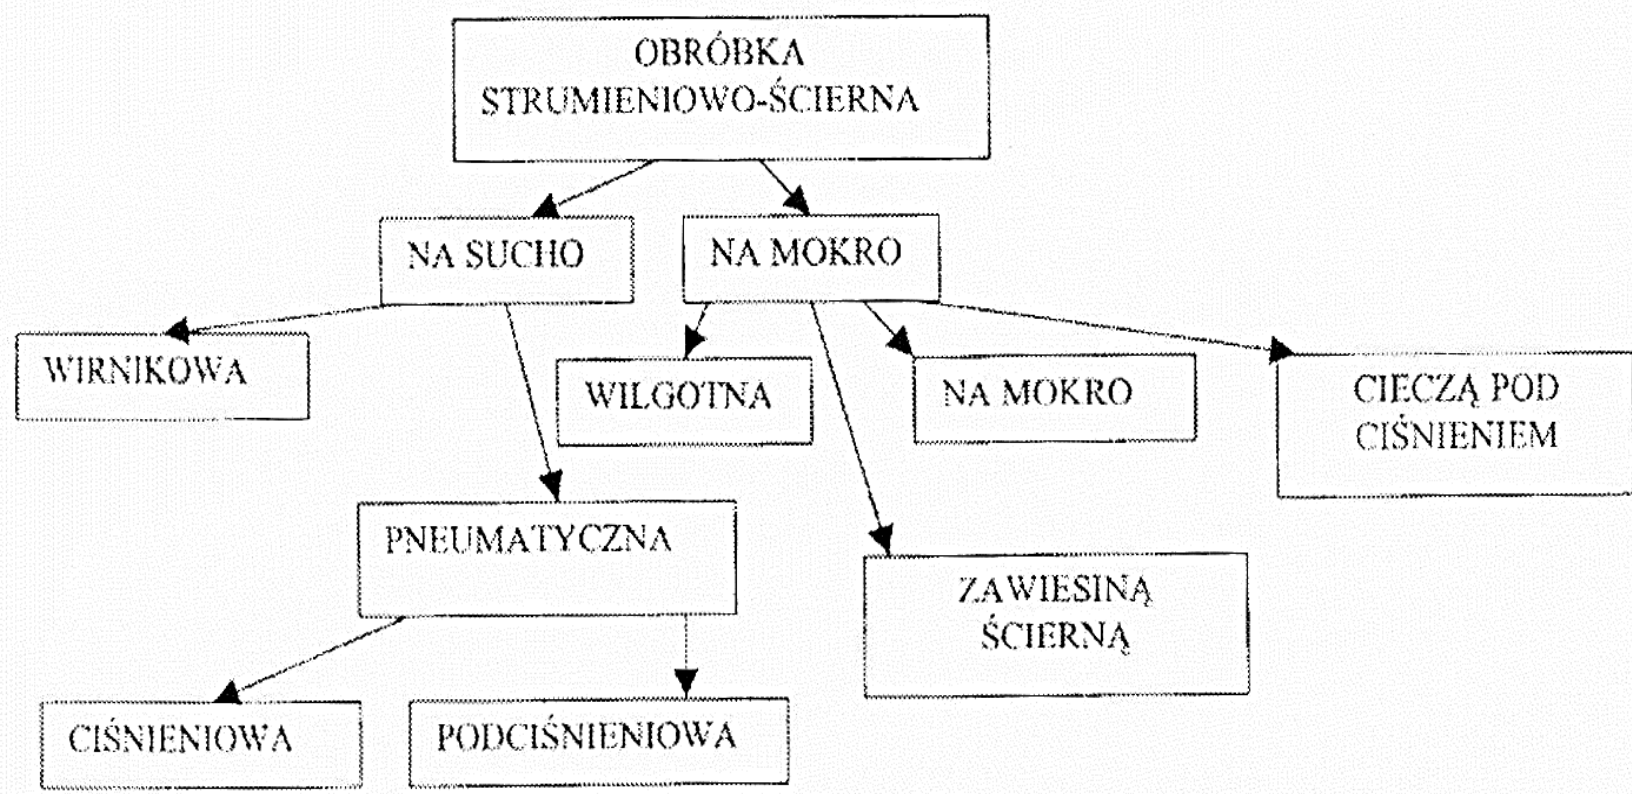 OBRÓBKA
STRUMIENIOWO-ŚCIERNA
NA SUCHO
NA MOKRO
WIRNIKOWA
WILGOTNA
NA MOKRO
CIECZĄ POD
CIŚNIENIEM
PNEUMATYCZNA
ZAWIESINĄ
ŚCIERNĄ
CIŚNIENIOWA
PODCIŚNIENIOWA